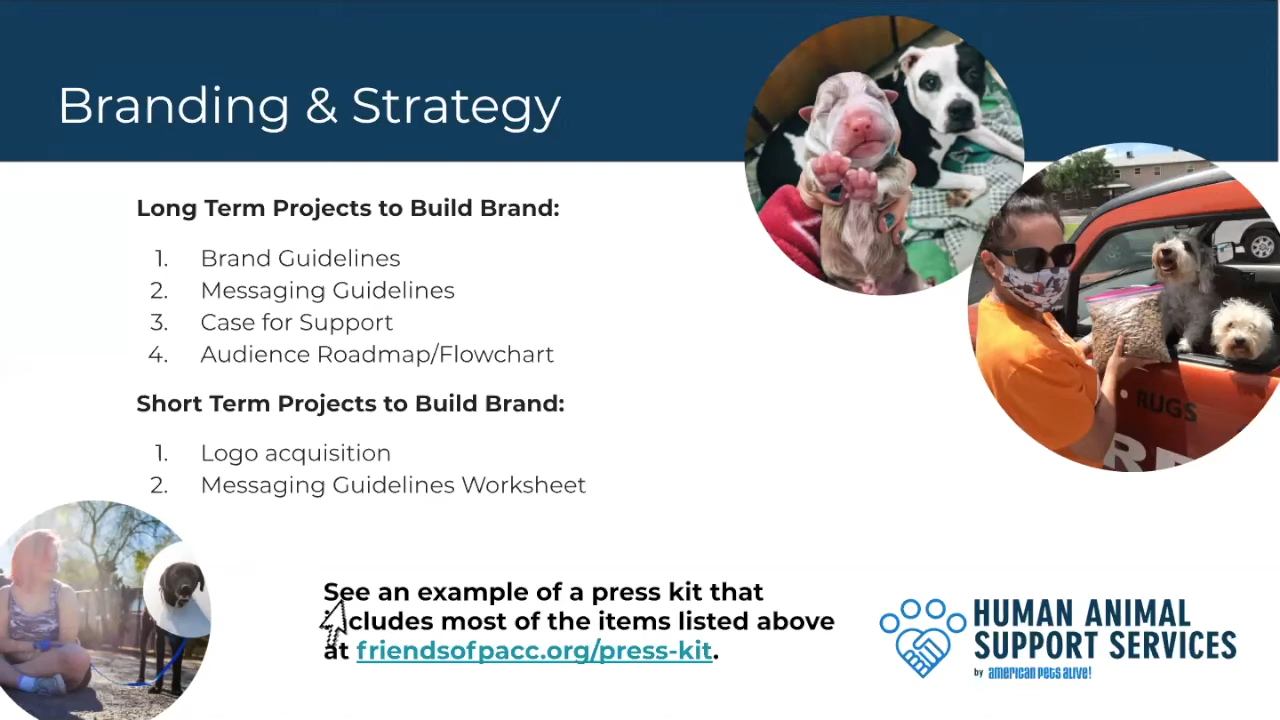 Branding & Strategy
Long Term Projects to Build Brand:
1. Brand Guidelines
2. Messaging Guidelines
3. Case for Support
4. Audience Roadmap/Flowchart
Short Term Projects to Build Brand:
1. Logo acquisition
2. Messaging Guidelines Worksheet
See an example of a press kit that
cludes most of the items listed above
at friendsofpacc.org/press-kit.
HUMAN ANIMAL
SUPPORT SERVICES
by american pets alive!
RUGS